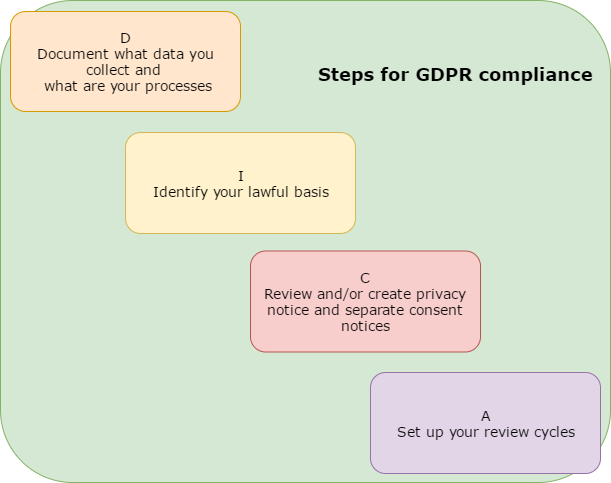 D
Document what data you
collect and
what are your processes
Steps for GDPR compliance
I
Identify your lawful basis
C
Review and/or create privacy
notice and separate consent
notices
A
Set up your review cycles